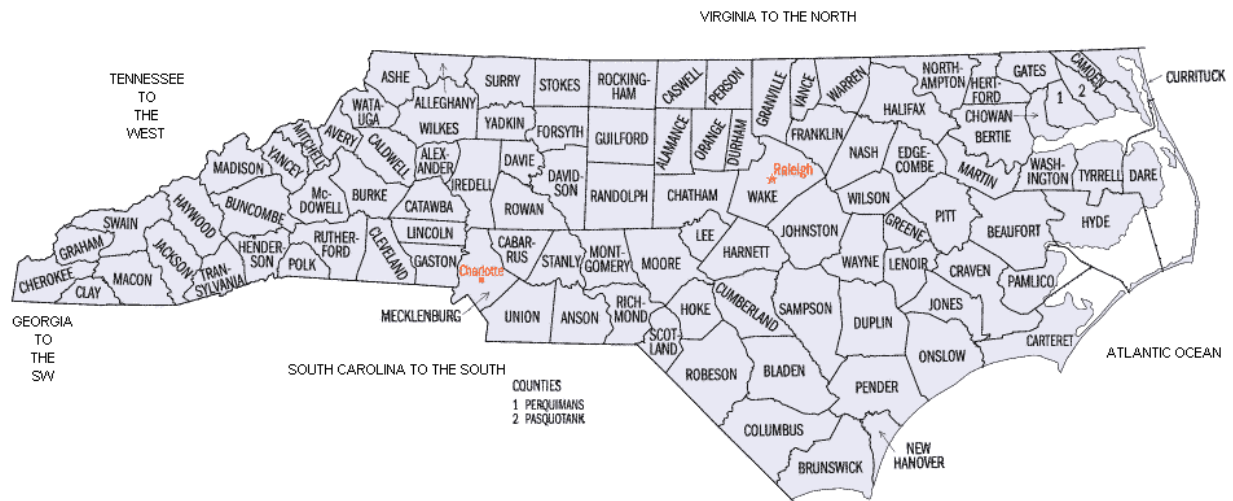 VIRGINIA TO THE NORTH
TENNESSEE
TO
THE
WEST
ASHE
ALLEGHANY
SURRY
STOKES
ROCKING-
HAM
CASWELL
PERSON
GRANVILLE
VANCE
WARREN
NORTH-
AMPTON
HERT-
FORD
GATES
CAMDEN
CURRITUCK
WATA-
UGA
WILKES
YADKIN
FORSYTH
GUILFORD
ALAMANCE
ORANGE
DURHAM
FRANKLIN
HALIFAX
CHOWAN
BERTIE
1
2
MITCHELL
AVERY
CALDWELL
ALEX-
ANDER
DAVIE
IREDELL
DAVID-
SON
RANDOLPH
CHATHAM
Raleigh
WAKE
NASH
EDGE-
COMBE
MARTIN
WASH-
INGTON
TYRRELL
DARE
MADISON
YANCEY
Mc-
DOWELL
BURKE
CATAWBA
ROWAN
WILSON
PITT
BEAUFORT
HYDE
SWAIN
HAYWOOD
BUNCOMBE
RUTHER-
FORD
CLEVELAND
LINCOLN
GASTON
CABAR-
RUS
STANLY
MONT-
GOMERY
MOORE
LEE
HARNETT
JOHNSTON
GREENE
WAYNE
LENOIR
CRAVEN
PAMLICO
GRAHAM
CHEROKEE
CLAY
MACON
JACKSON
TRAN-
SYLVANIA
HENDER-
SON
POLK
Charlotte
MECKLENBURG
UNION
ANSON
RICH-
MOND
SCOT-
LAND
HOKE
CUMBERLAND
SAMPSON
DUPLIN
JONES
ONSLOW
CARTERET
GEORGIA
TO
THE
SW
SOUTH CAROLINA TO THE SOUTH
ROBESON
BLADEN
PENDER
ATLANTIC OCEAN
COUNTIES
1 PERQUIMANS
2 PASQUOTANK
COLUMBUS
BRUNSWICK
NEW
HANOVER